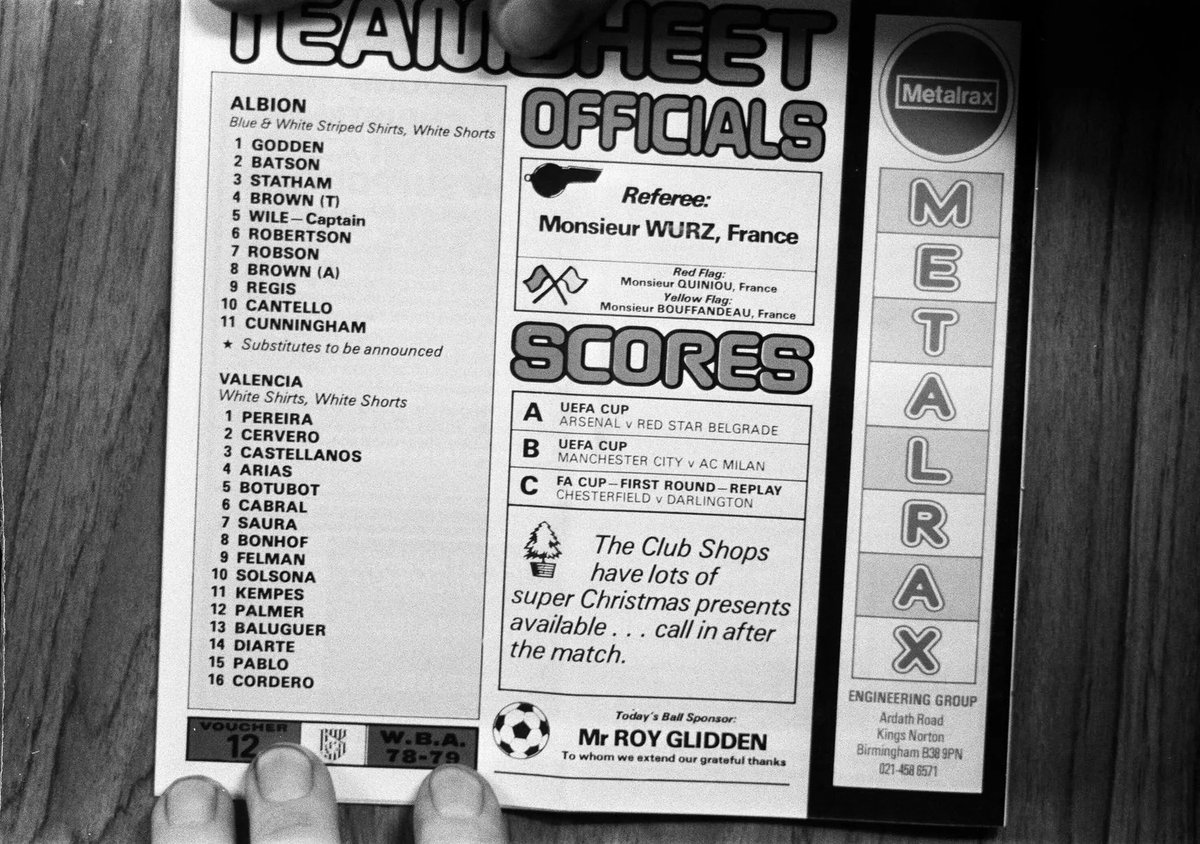 TEAMSHEET
ALBION
Blue & White Striped Shirts, White Shorts
1 GODDEN
2 BATSON
3 STATHAM
4 BROWN (T)
5 WILE—Captain
6 ROBERTSON
7 ROBSON
8 BROWN (A)
9 REGIS
10 CANTELLO
11 CUNNINGHAM
★ Substitutes to be announced
VALENCIA
White Shirts, White Shorts
1 PEREIRA
2 CERVERO
3 CASTELLANOS
4 ARIAS
5 BOTUBOT
6 CABRAL
7 SAURA
8 BONHOF
9 FELMAN
10 SOLSONA
11 KEMPES
12 PALMER
13 BALUGUER
14 DIARTE
15 PABLO
16 CORDERO
VOUCHER
12
W.B.A.
78-79
OFFICIALS
Referee:
Monsieur WURZ, France
Red Flag:
Monsieur QUINIOU, France
Yellow Flag:
Monsieur BOUFFANDEAU, France
SCORES
A UEFA CUP
ARSENAL v RED STAR BELGRADE
B UEFA CUP
MANCHESTER CITY v AC MILAN
C FA CUP—FIRST ROUND—REPLAY
CHESTERFIELD v DARLINGTON
The Club Shops
have lots of
super Christmas presents
available . . . call in after
the match.
Today's Ball Sponsor:
Mr ROY GLIDDEN
To whom we extend our grateful thanks
Metalrax
METALRAX
ENGINEERING GROUP
Ardath Road
Kings Norton
Birmingham B38 9PN
021-458 6571